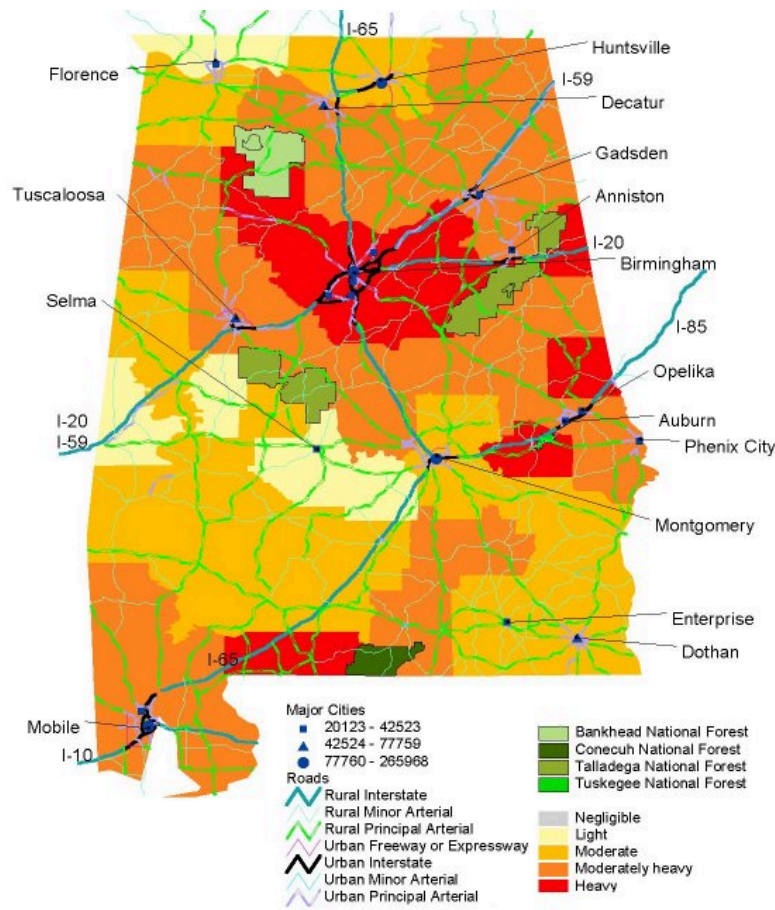 I-65
Huntsville
Florence
I-59
Decatur
Gadsden
Tuscaloosa
Anniston
I-20
Birmingham
Selma
I-85
Opelika
I-20
Auburn
I-59
Phenix City
Montgomery
Enterprise
I-65
Dothan
Mobile
I-10
Major Cities
20123 - 42523
42524 - 77759
77760 - 265968
Roads
Rural Interstate
Rural Minor Arterial
Rural Principal Arterial
Urban Freeway or Expressway
Urban Interstate
Urban Minor Arterial
Urban Principal Arterial
Bankhead National Forest
Conecuh National Forest
Talladega National Forest
Tuskegee National Forest
Negligible
Light
Moderate
Moderately heavy
Heavy